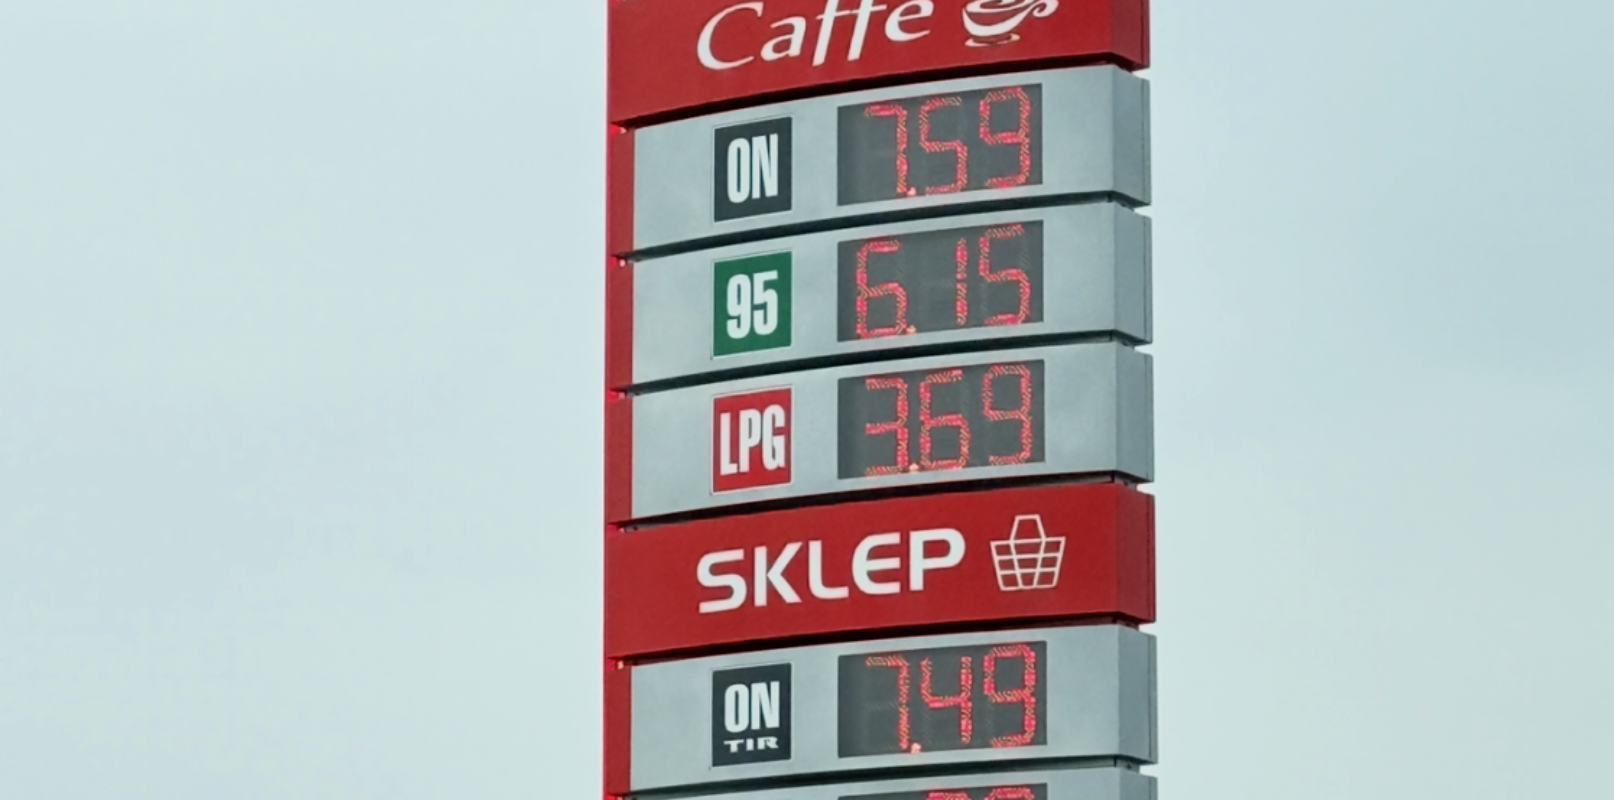 Caffe
ON 7.59
95 6.15
LPG 3.69
SKLEP
ON TIR 7.49